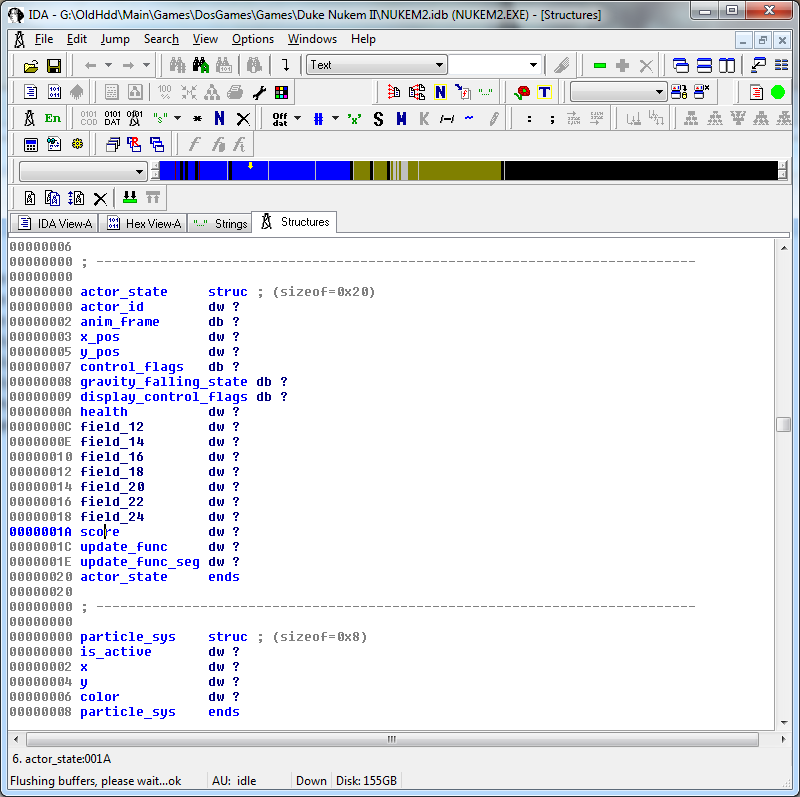 IDA - G:\OldHdd\Main\Games\DosGames\Games\Duke Nukem II\NUKEM2.idb (NUKEM2.EXE) - [Structures]
File Edit Jump Search View Options Windows Help
Text
En 0101 COD 0101 DAT "s" * N X Off dat # 'x' S M K
IDA View-A Hex View-A Strings Structures
00000006
00000000 ; ---------------------------------------------------------------------------
00000000
00000000 actor_state struc ; (sizeof=0x20)
00000000 actor_id dw ?
00000002 anim_frame db ?
00000003 x_pos dw ?
00000005 y_pos dw ?
00000007 control_flags db ?
00000008 gravity_falling_state db ?
00000009 display_control_flags db ?
0000000A health dw ?
0000000C field_12 dw ?
0000000E field_14 dw ?
00000010 field_16 dw ?
00000012 field_18 dw ?
00000014 field_20 dw ?
00000016 field_22 dw ?
00000018 field_24 dw ?
0000001A score dw ?
0000001C update_func dw ?
0000001E update_func_seg dw ?
00000020 actor_state ends
00000020
00000000 ; ---------------------------------------------------------------------------
00000000
00000000 particle_sys struc ; (sizeof=0x8)
00000000 is_active dw ?
00000002 x dw ?
00000004 y dw ?
00000006 color dw ?
00000008 particle_sys ends
6. actor_state:001A
Flushing buffers, please wait...ok AU: idle Down Disk: 155GB